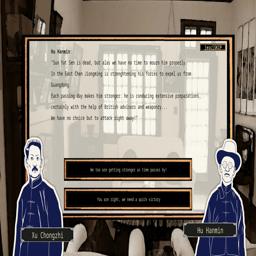 Hu Hanmin:
"Sun Yat Sen is dead, but alas we have no time to mourn him properly.
In the East Chen Jiongming is strenghtening his forces to expel us from
Guangdong.
Each passing day makes him stronger: he is conducting extensive preparations,
certainly with the help of British advisers and weaponry...
We have no choice but to attack right away!"
We too are getting stronger as time passes by!
You are right, we need a quick victory
Xu Chongzhi
Hu Hanmin